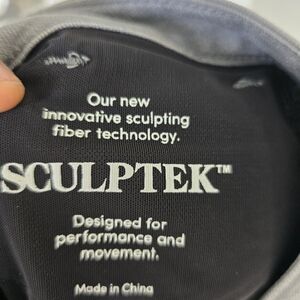 Our new
innovative sculpting
fiber technology.
SCULPTEK™
Designed for
performance and
movement.
Made in China